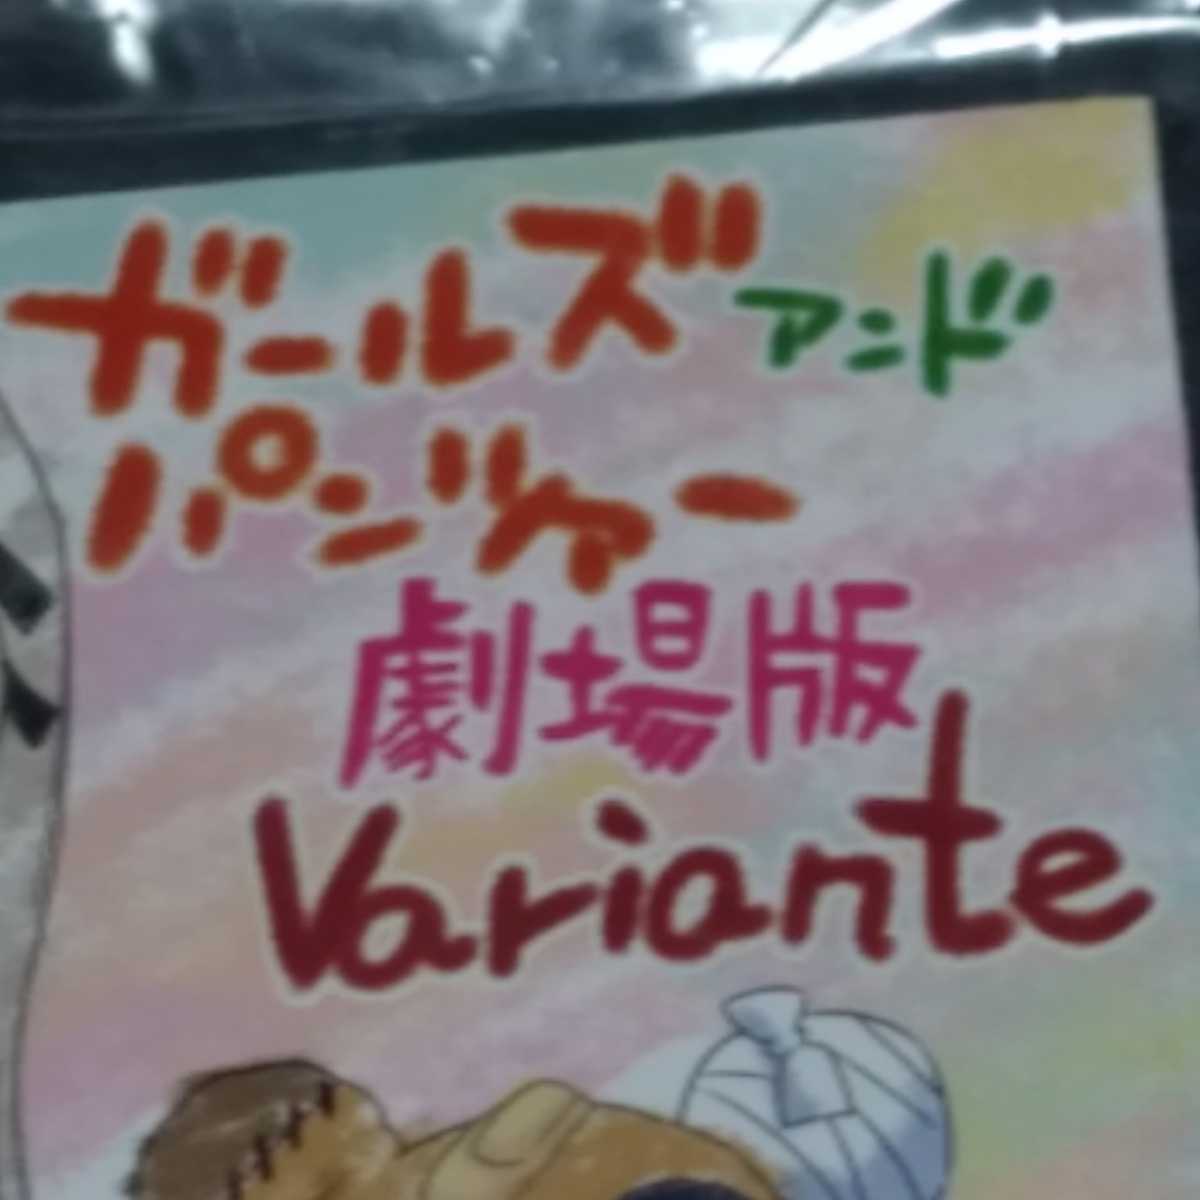 ガールズアンド
パンツァー
劇場版
Variante